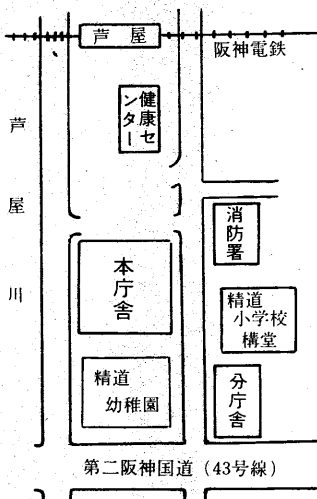 芦屋
阪神電鉄
健康セ
ンター
芦屋川
消防署
本庁舎
精道
小学校
構堂
精道
幼稚園
分庁舎
第二阪神国道（43号線）